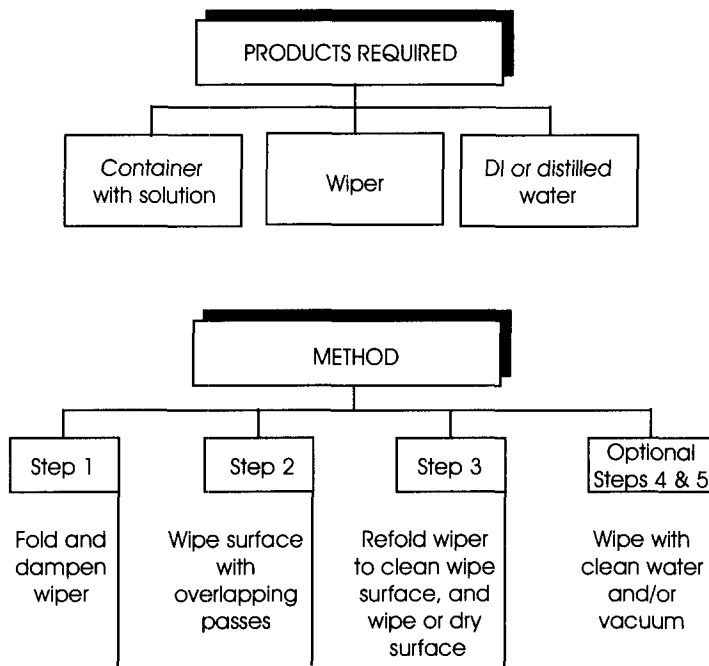 PRODUCTS REQUIRED
Container
with solution
Wiper
DI or distilled
water
METHOD
Step 1
Fold and
dampen
wiper
Step 2
Wipe surface
with
overlapping
passes
Step 3
Refold wiper
to clean wipe
surface, and
wipe or dry
surface
Optional
Steps 4 & 5
Wipe with
clean water
and/or
vacuum